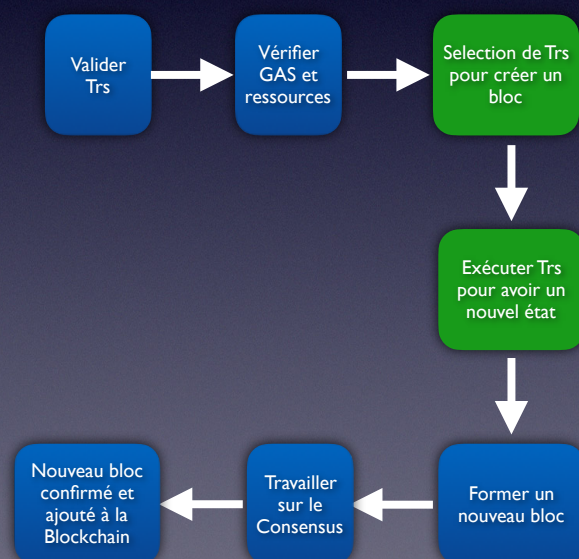 Valider
Trs
Vérifier
GAS et
ressources
Selection de Trs
pour créer un
bloc
Exécuter Trs
pour avoir un
nouvel état
Former un
nouveau bloc
Travailler
sur le
Consensus
Nouveau bloc
confirmé et
ajouté à la
Blockchain